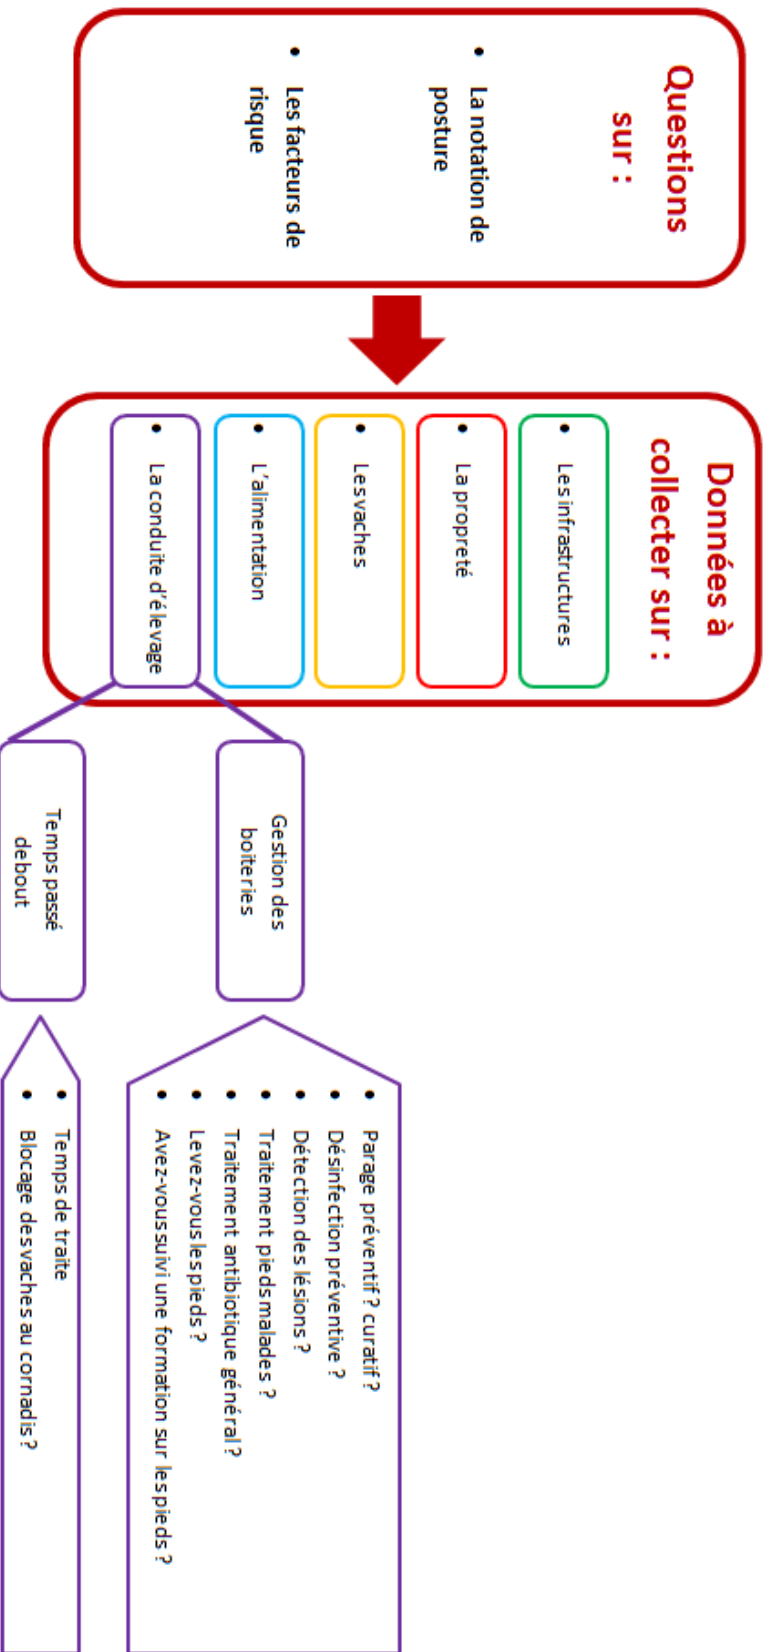 Questions
sur :
• La notation de
posture
• Les facteurs de
risque
Données à
collecter sur :
• Les infrastructures
• La propreté
• Les vaches
• L'alimentation
• La conduite d'élevage
Gestion des
boiteries
• Parage préventif ? curatif ?
• Désinfection préventive ?
• Détection des lésions ?
• Traitement pieds malades ?
• Traitement antibiotique général ?
• Levez-vous les pieds ?
• Avez-vous suivi une formation sur les pieds ?
Temps passé
debout
• Temps de traite
• Blocage des vaches au cornadis ?